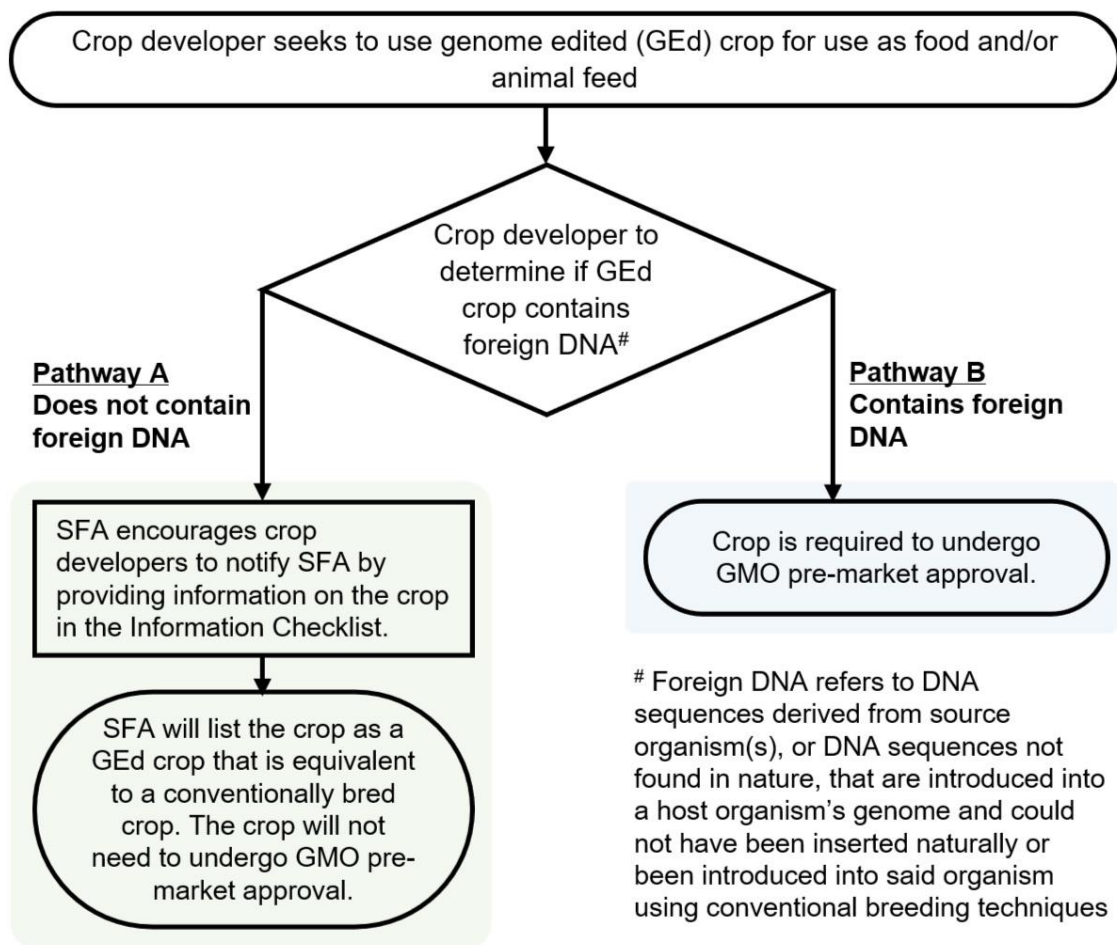 Crop developer seeks to use genome edited (GEd) crop for use as food and/or
animal feed
Crop developer to
determine if GEd
crop contains
foreign DNA#
Pathway A
Does not contain
foreign DNA
Pathway B
Contains foreign
DNA
SFA encourages crop
developers to notify SFA by
providing information on the crop
in the Information Checklist.
SFA will list the crop as a
GEd crop that is equivalent
to a conventionally bred
crop. The crop will not
need to undergo GMO pre-
market approval.
Crop is required to undergo
GMO pre-market approval.
# Foreign DNA refers to DNA
sequences derived from source
organism(s), or DNA sequences not
found in nature, that are introduced into
a host organism’s genome and could
not have been inserted naturally or
been introduced into said organism
using conventional breeding techniques